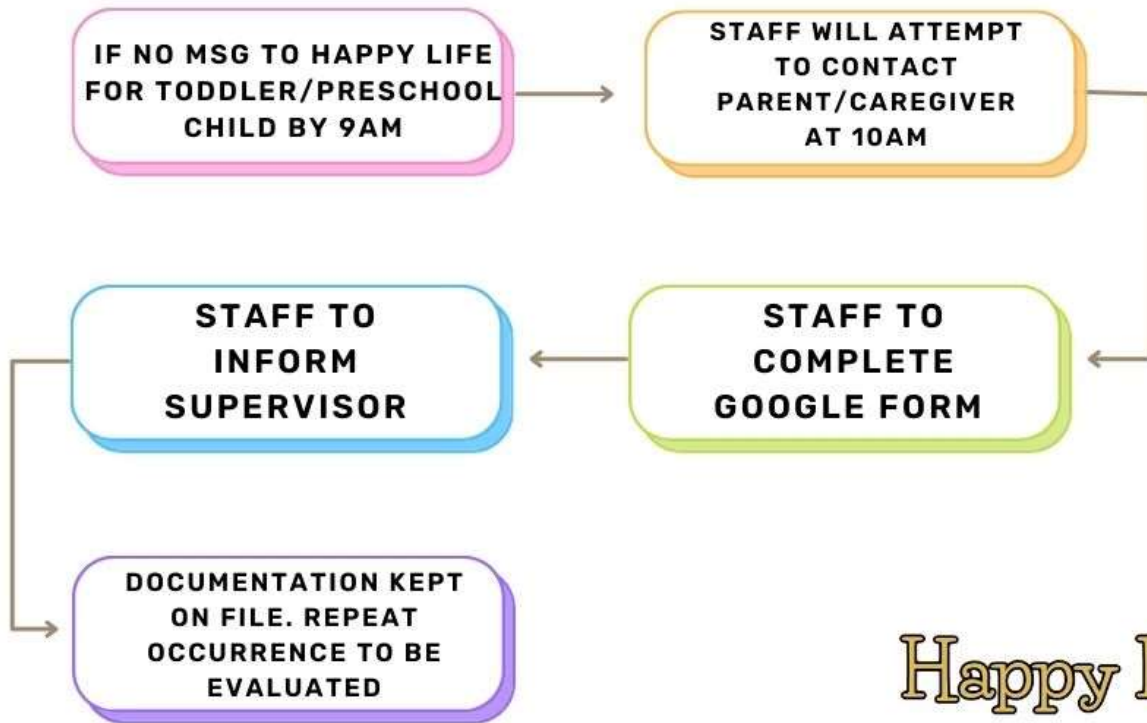 IF NO MSG TO HAPPY LIFE
FOR TODDLER/PRESCHOOL
CHILD BY 9AM
STAFF WILL ATTEMPT
TO CONTACT
PARENT/CAREGIVER
AT 10AM
STAFF TO
COMPLETE
GOOGLE FORM
STAFF TO
INFORM
SUPERVISOR
DOCUMENTATION KEPT
ON FILE. REPEAT
OCCURRENCE TO BE
EVALUATED
Happy